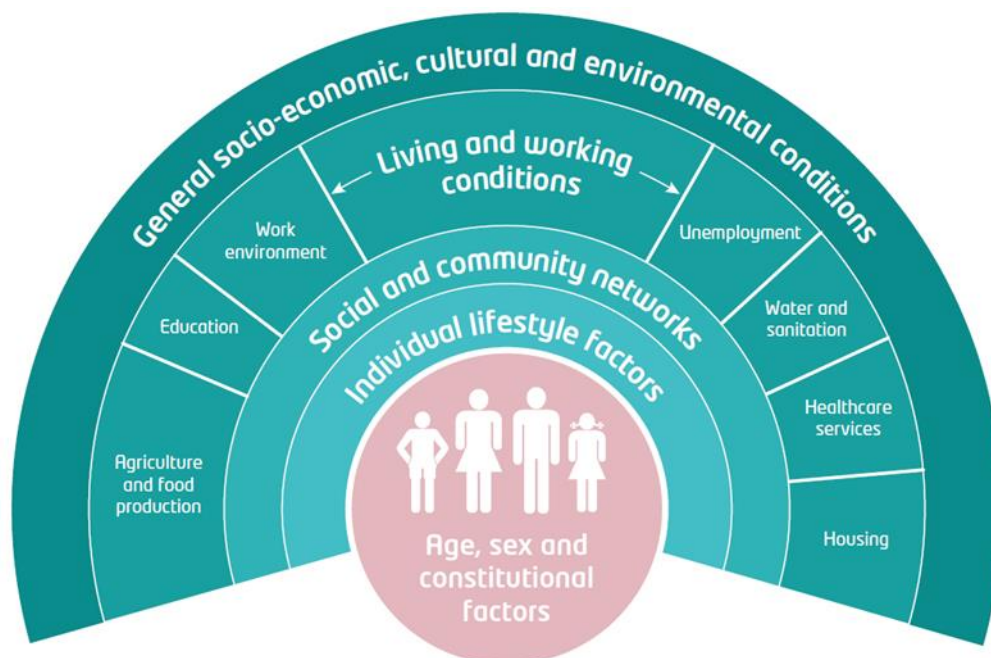 General socio-economic, cultural and environmental conditions
Living and working
conditions
Work
environment
Unemployment
Education
Water and
sanitation
Agriculture
and food
production
Healthcare
services
Housing
Social and community networks
Individual lifestyle factors
Age, sex and
constitutional
factors